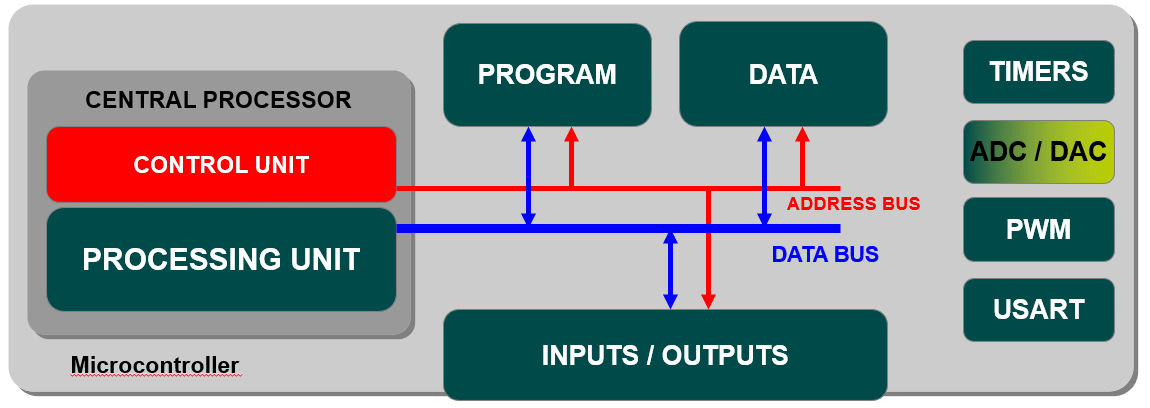 PROGRAM
DATA
TIMERS
CENTRAL PROCESSOR
CONTROL UNIT
ADC / DAC
ADDRESS BUS
PROCESSING UNIT
DATA BUS
PWM
USART
INPUTS / OUTPUTS
Microcontroller